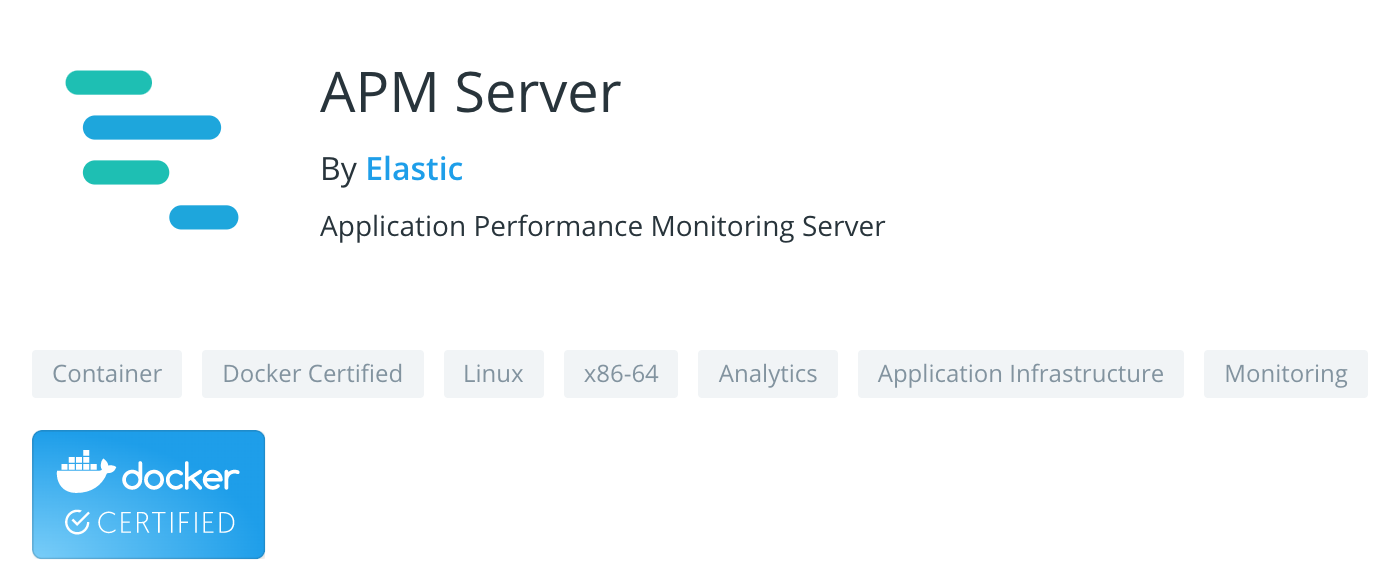 APM Server
By Elastic
Application Performance Monitoring Server
Container Docker Certified Linux x86-64 Analytics Application Infrastructure Monitoring
docker
CERTIFIED